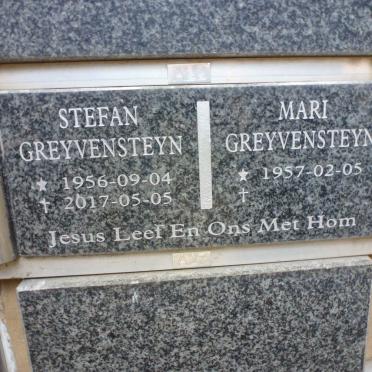 STEFAN
GREYVENSTEYN
★ 1956-09-04
✝ 2017-05-05
MARI
GREYVENSTEYN
★ 1957-02-05
✝
Jesus Leef En Ons Met Hom